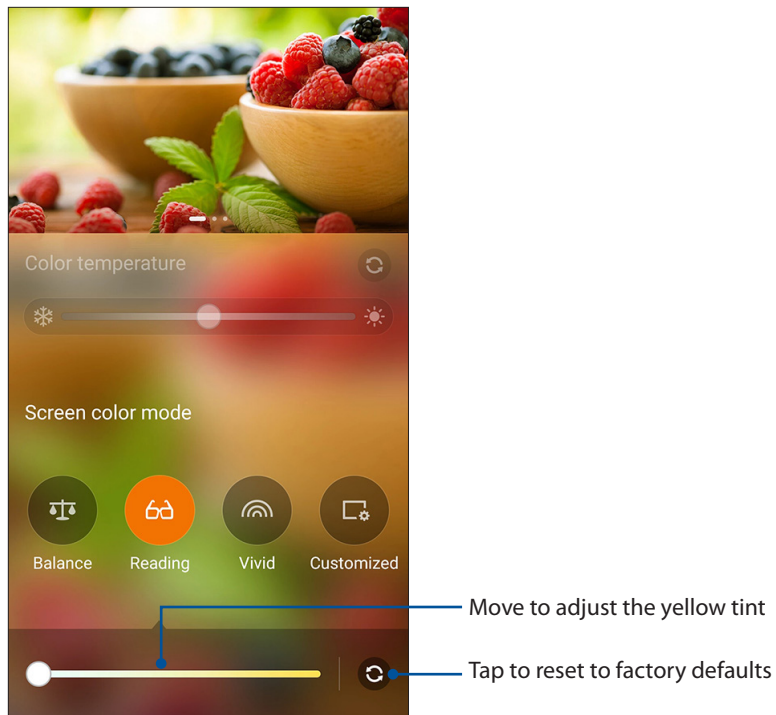 Color temperature
Screen color mode
Balance Reading Vivid Customized
Move to adjust the yellow tint
Tap to reset to factory defaults